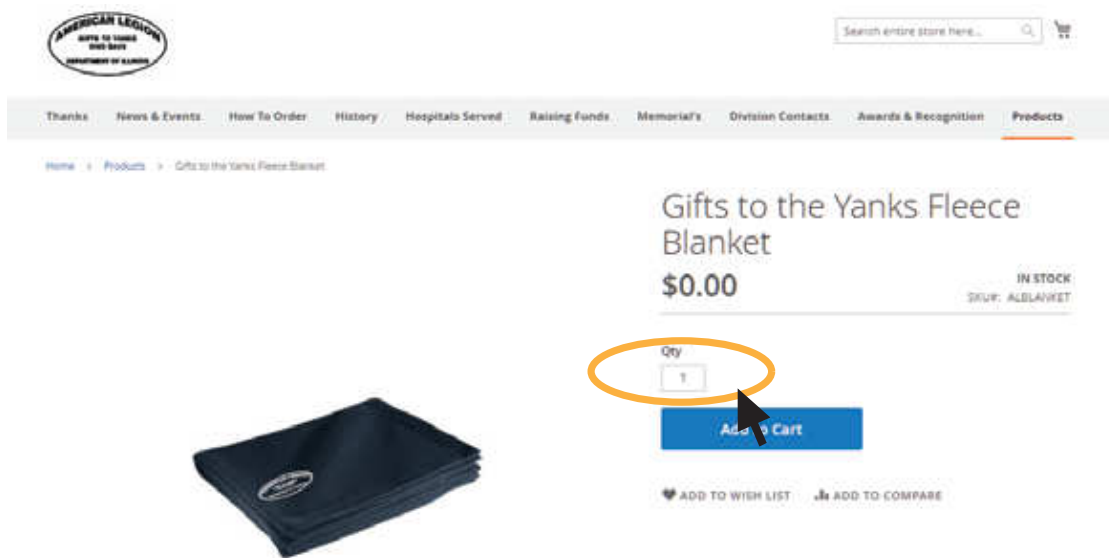 AMERICAN LEGION
GIFTS TO YANKS
WHO GAVE
DEPARTMENT OF ILLINOIS
Search entire store here...
Thanks News & Events How To Order History Hospitals Served Raising Funds Memorial's Division Contacts Awards & Recognition Products
Home > Products > Gifts to the Yanks Fleece Blanket
Gifts to the Yanks Fleece
Blanket
$0.00
IN STOCK
SKU#: ALBLANKET
Qty
1
Add to Cart
ADD TO WISH LIST ADD TO COMPARE